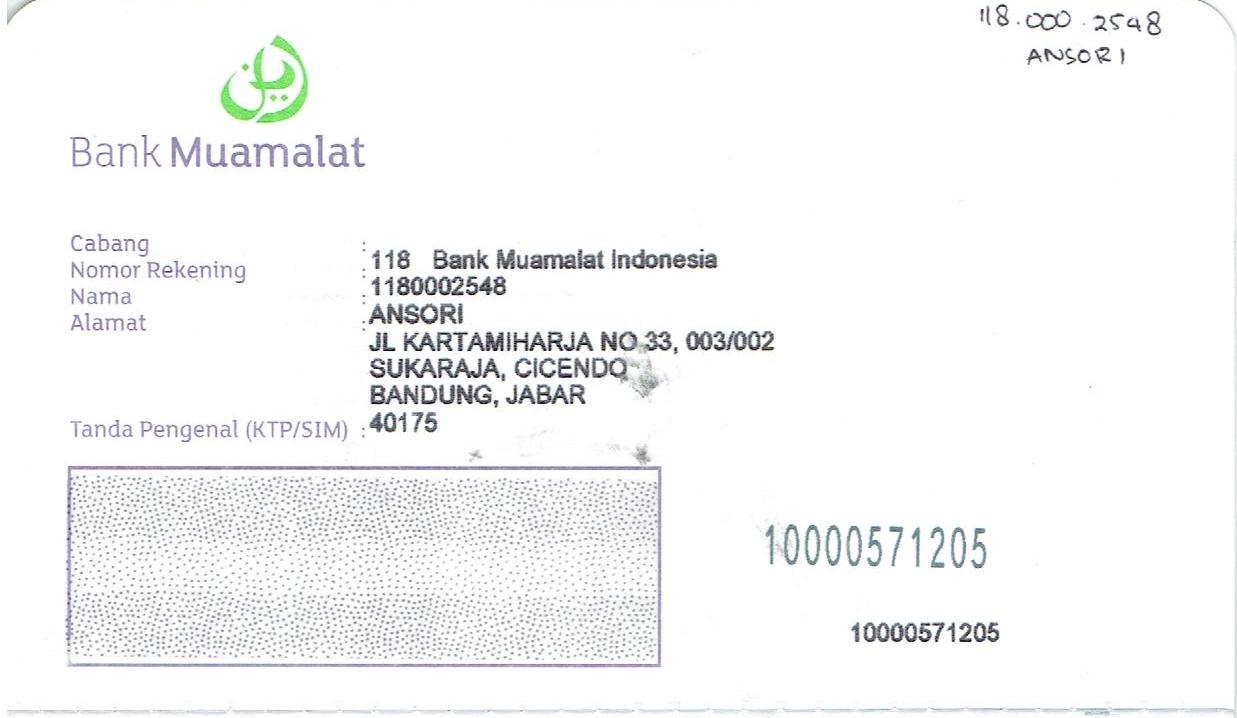 118.000.2548
ANSORI
Bank Muamalat
Cabang : 118 Bank Muamalat Indonesia
Nomor Rekening : 1180002548
Nama : ANSORI
Alamat : JL KARTAMIHARJA NO 33, 003/002
SUKARAJA, CICENDO
BANDUNG, JABAR
40175
Tanda Pengenal (KTP/SIM) :
10000571205
10000571205